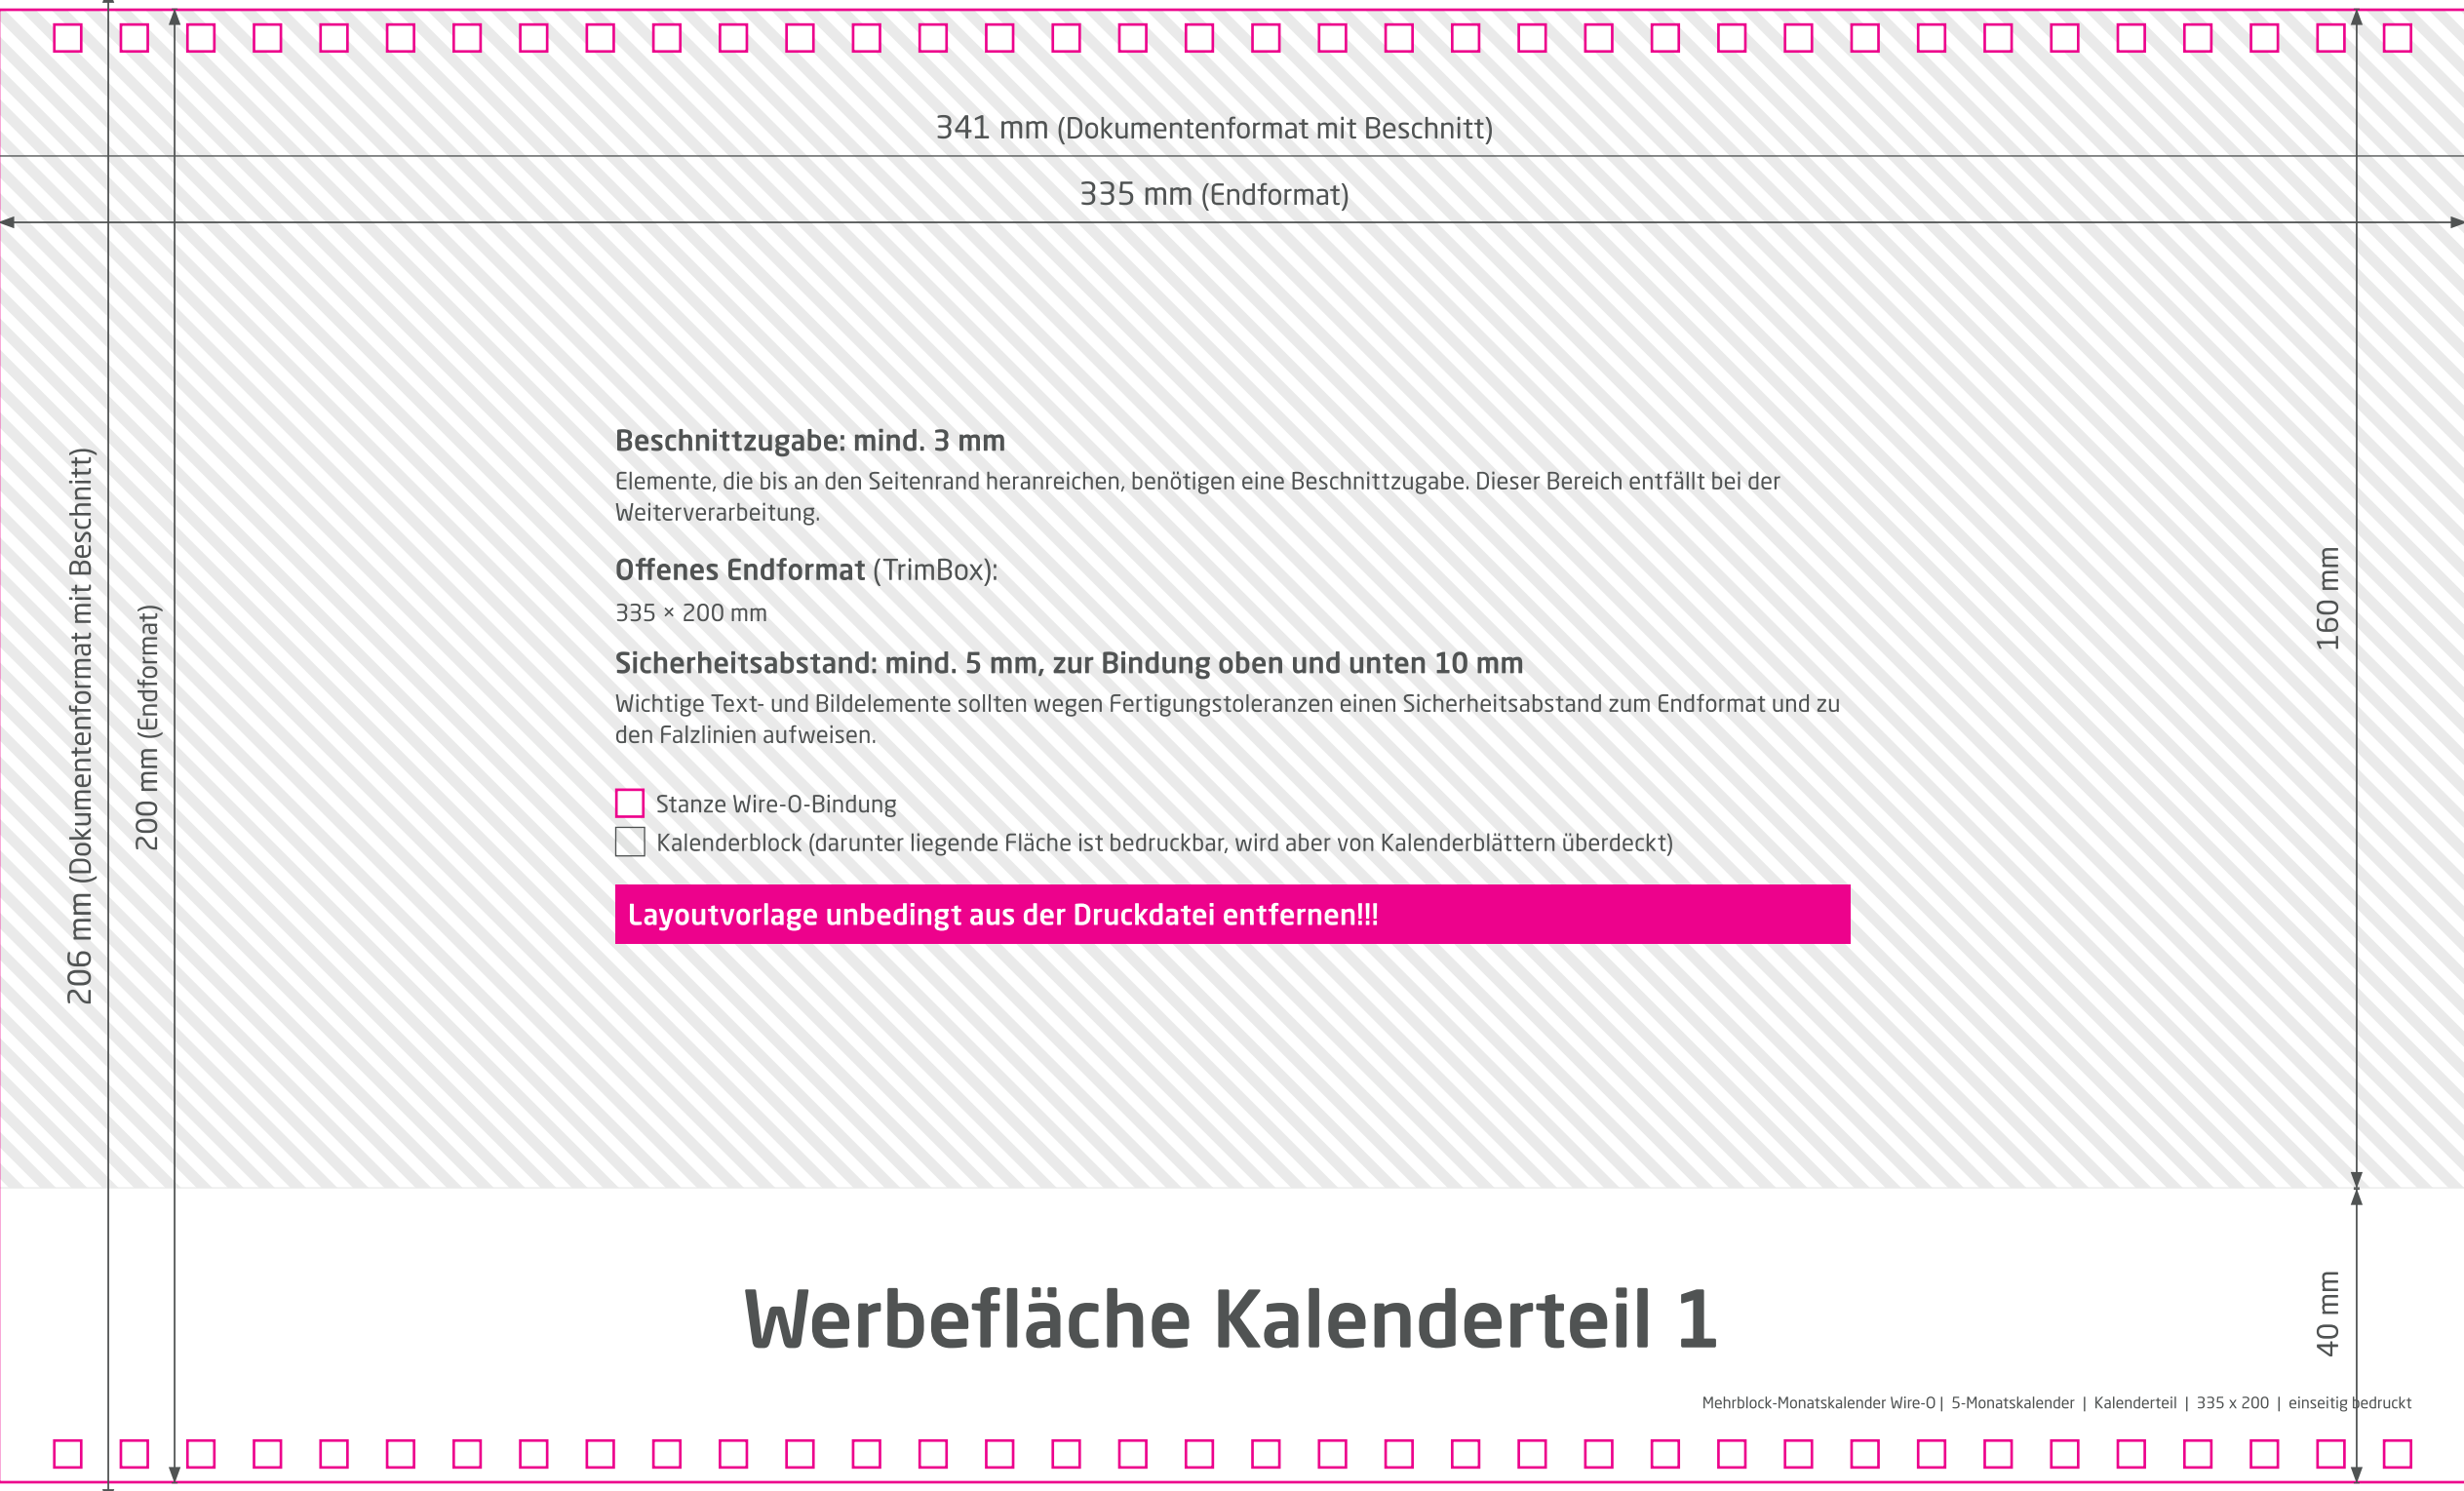 341 mm (Dokumentenformat mit Beschnitt)
335 mm (Endformat)
206 mm (Dokumentenformat mit Beschnitt)
200 mm (Endformat)
160 mm
Beschnittzugabe: mind. 3 mm
Elemente, die bis an den Seitenrand heranreichen, benötigen eine Beschnittzugabe. Dieser Bereich entfällt bei der
Weiterverarbeitung.
Offenes Endformat (TrimBox):
335 × 200 mm
Sicherheitsabstand: mind. 5 mm, zur Bindung oben und unten 10 mm
Wichtige Text- und Bildelemente sollten wegen Fertigungstoleranzen einen Sicherheitsabstand zum Endformat und zu
den Falzlinien aufweisen.
Stanze Wire-O-Bindung
Kalenderblock (darunter liegende Fläche ist bedruckbar, wird aber von Kalenderblättern überdeckt)
Layoutvorlage unbedingt aus der Druckdatei entfernen!!!
Werbefläche Kalenderteil 1
40 mm
Mehrblock-Monatskalender Wire-O | 5-Monatskalender | Kalenderteil | 335 x 200 | einseitig bedruckt